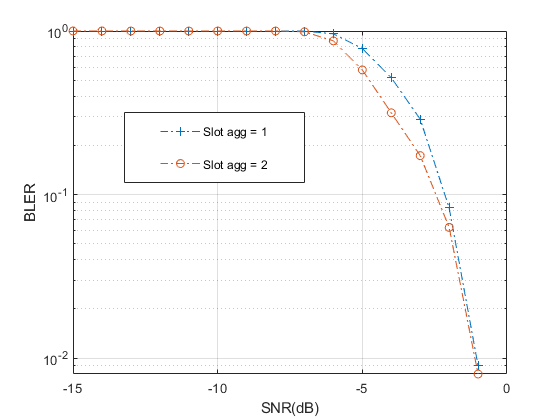 10^0
Slot agg = 1
Slot agg = 2
10^-1
BLER
10^-2
-15 -10 -5 0
SNR(dB)